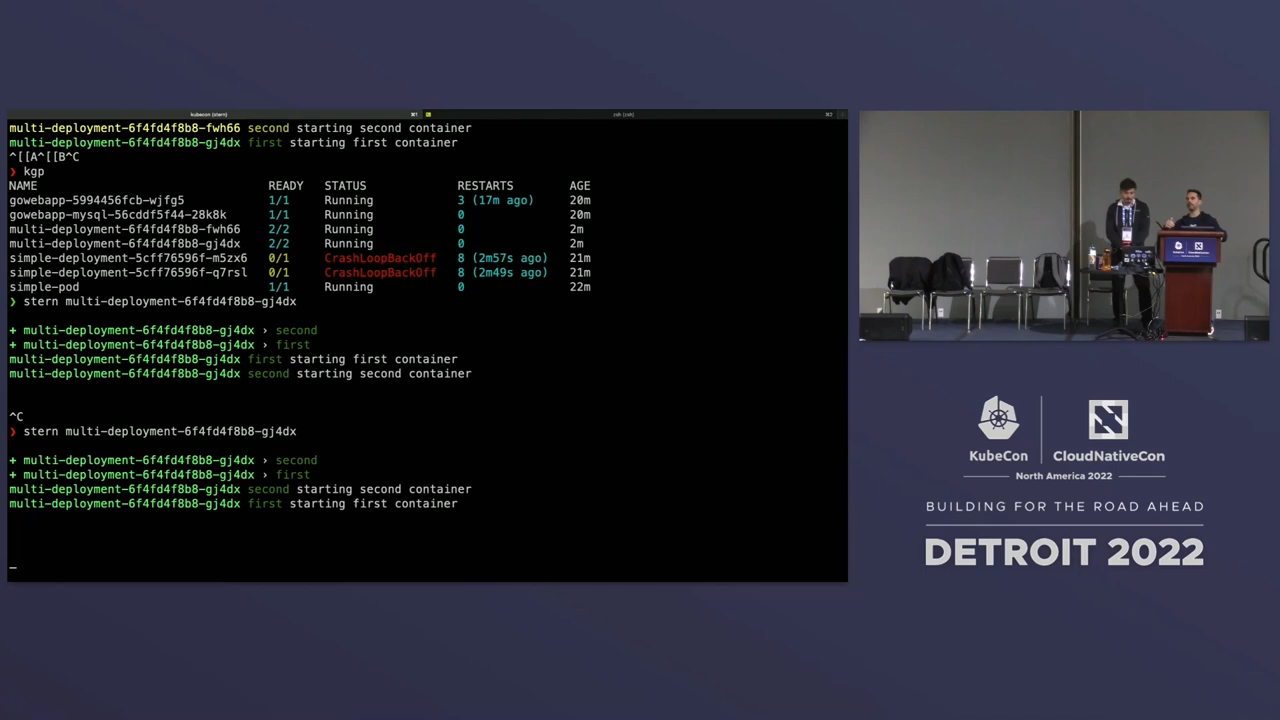 kubecon (stern) ⌘1 zsh (zsh) ⌘2
multi-deployment-6f4fd4f8b8-fwh66 second starting second container
multi-deployment-6f4fd4f8b8-gj4dx first starting first container
^[[A^[[B^C
❯ kgp
NAME READY STATUS RESTARTS AGE
gowebapp-5994456fcb-wjfg5 1/1 Running 3 (17m ago) 20m
gowebapp-mysql-56cddf5f44-28k8k 1/1 Running 0 20m
multi-deployment-6f4fd4f8b8-fwh66 2/2 Running 0 2m
multi-deployment-6f4fd4f8b8-gj4dx 2/2 Running 0 2m
simple-deployment-5cff76596f-m5zx6 0/1 CrashLoopBackOff 8 (2m57s ago) 21m
simple-deployment-5cff76596f-q7rsl 0/1 CrashLoopBackOff 8 (2m49s ago) 21m
simple-pod 1/1 Running 0 22m
❯ stern multi-deployment-6f4fd4f8b8-gj4dx
+ multi-deployment-6f4fd4f8b8-gj4dx › second
+ multi-deployment-6f4fd4f8b8-gj4dx › first
multi-deployment-6f4fd4f8b8-gj4dx first starting first container
multi-deployment-6f4fd4f8b8-gj4dx second starting second container
^C
❯ stern multi-deployment-6f4fd4f8b8-gj4dx
+ multi-deployment-6f4fd4f8b8-gj4dx › second
+ multi-deployment-6f4fd4f8b8-gj4dx › first
multi-deployment-6f4fd4f8b8-gj4dx second starting second container
multi-deployment-6f4fd4f8b8-gj4dx first starting first container
_
KubeCon CloudNativeCon
North America 2022
BUILDING FOR THE ROAD AHEAD
DETROIT 2022